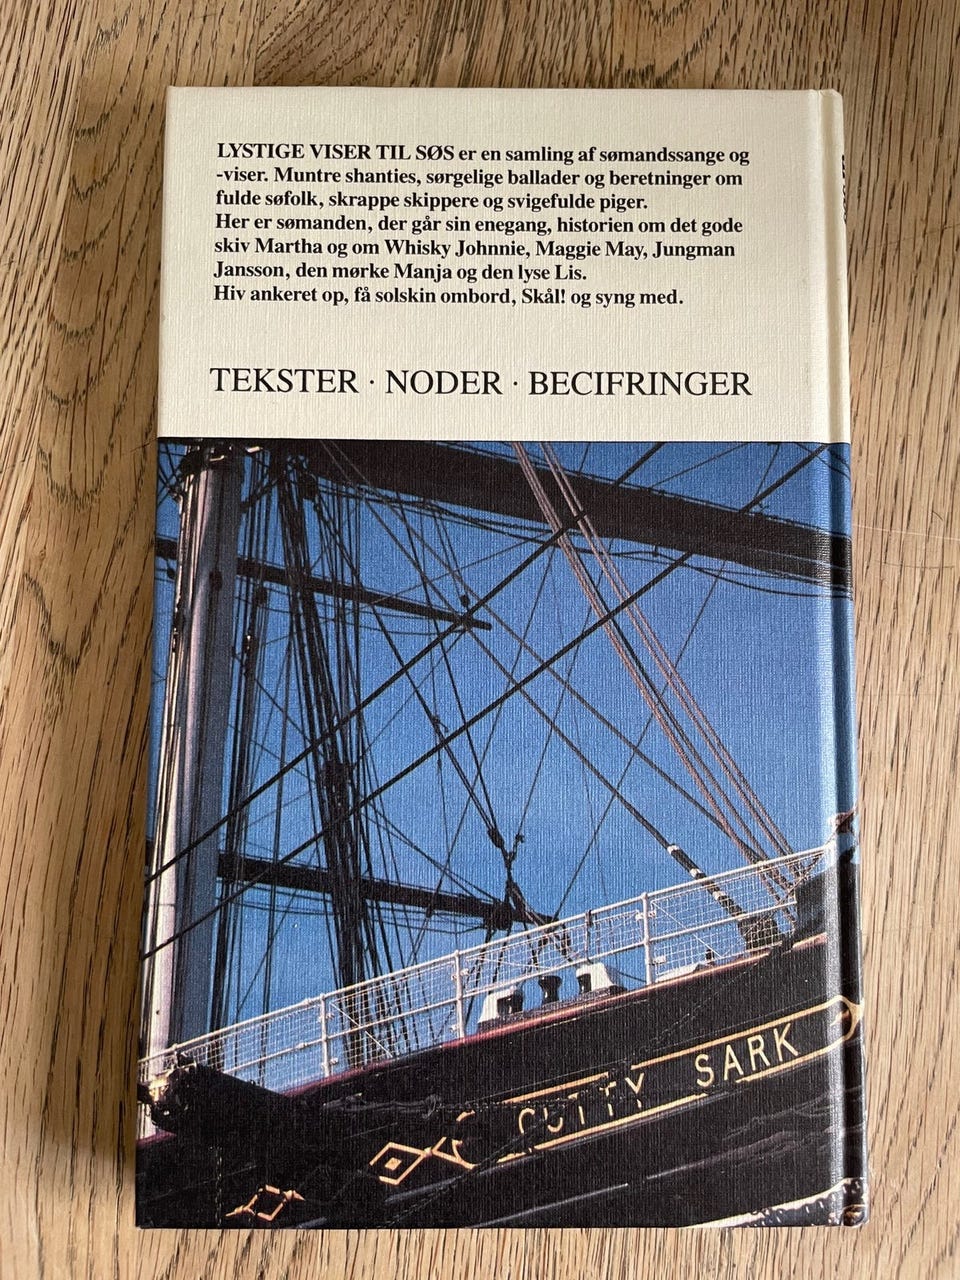 LYSTIGE VISER TIL SØS er en samling af sømandssange og
-viser. Muntre shanties, sørgelige ballader og beretninger om
fulde søfolk, skrappe skippere og svigefulde piger.
Her er sømanden, der går sin enegang, historien om det gode
skiv Martha og om Whisky Johnnie, Maggie May, Jungman
Jansson, den mørke Manja og den lyse Lis.
Hiv ankeret op, få solskin ombord, Skål! og syng med.
TEKSTER · NODER · BECIFRINGER
CUTTY SARK